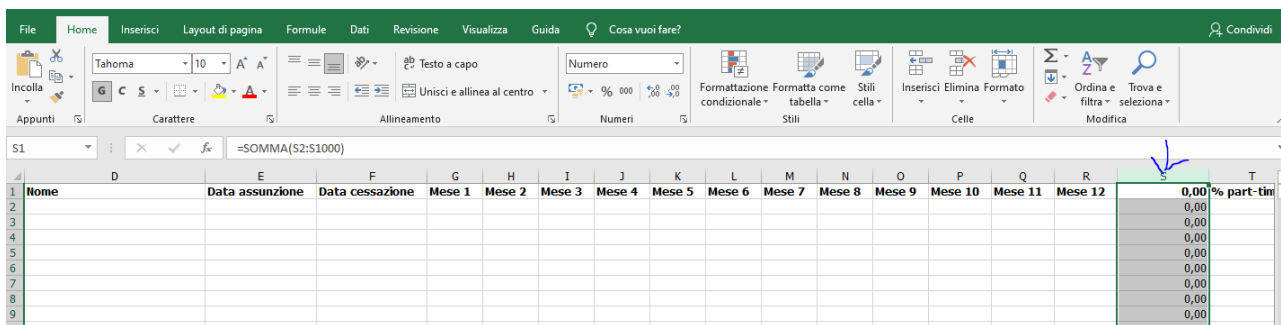 File Home Inserisci Layout di pagina Formule Dati Revisione Visualizza Guida Cosa vuoi fare? Condividi
Incolla
Tahoma 10 A A
G C S A
Testo a capo
Unisci e allinea al centro
Numero
% 000 ,00 ,00
Formattazione condizionale
Formatta come tabella
Stili cella
Inserisci Elimina Formato
Σ
Ordina e filtra
Trova e seleziona
Appunti Carattere Allineamento Numeri Stili Celle Modifica
S1 fx =SOMMA(S2:S1000)
D E F G H I J K L M N O P Q R S T
1 Nome Data assunzione Data cessazione Mese 1 Mese 2 Mese 3 Mese 4 Mese 5 Mese 6 Mese 7 Mese 8 Mese 9 Mese 10 Mese 11 Mese 12 0,00 % part-tim
2 0,00
3 0,00
4 0,00
5 0,00
6 0,00
7 0,00
8 0,00
9 0,00